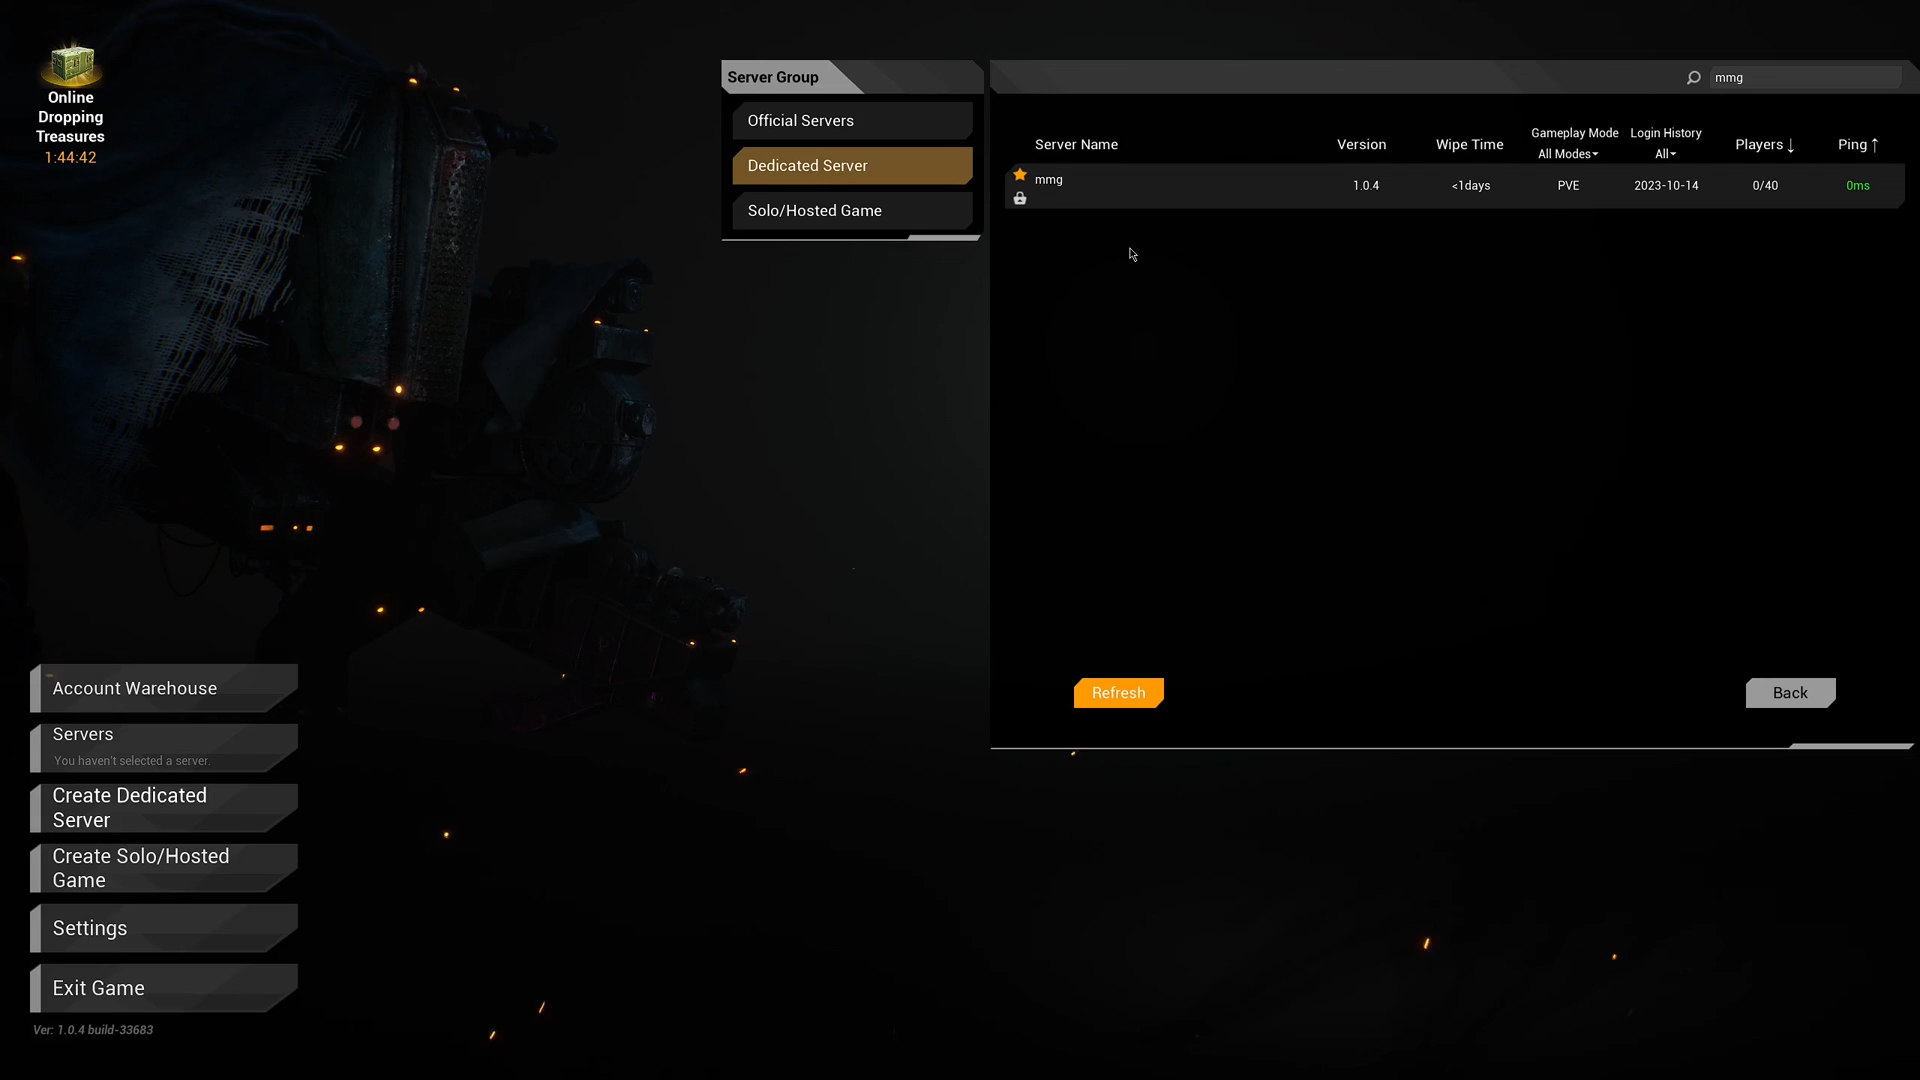 Online
Dropping
Treasures
1:44:42
Server Group
Official Servers
Dedicated Server
Solo/Hosted Game
mmg
Server Name Version Wipe Time Gameplay Mode Login History Players↓ Ping↑
All Modes▾ All▾
mmg 1.0.4 <1days PVE 2023-10-14 0/40 0ms
Refresh Back
Account Warehouse
Servers
You haven't selected a server.
Create Dedicated
Server
Create Solo/Hosted
Game
Settings
Exit Game
Ver: 1.0.4 build-33683